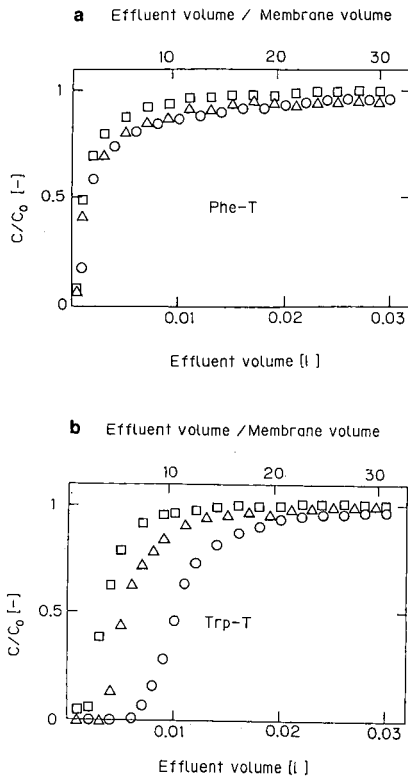 a Effluent volume / Membrane volume
10 20 30
1
0.5
0
C/C₀ [-]
Phe-T
0.01 0.02 0.03
Effluent volume [l]
b Effluent volume / Membrane volume
10 20 30
1
0.5
0
C/C₀ [-]
Trp-T
0.01 0.02 0.03
Effluent volume [l]